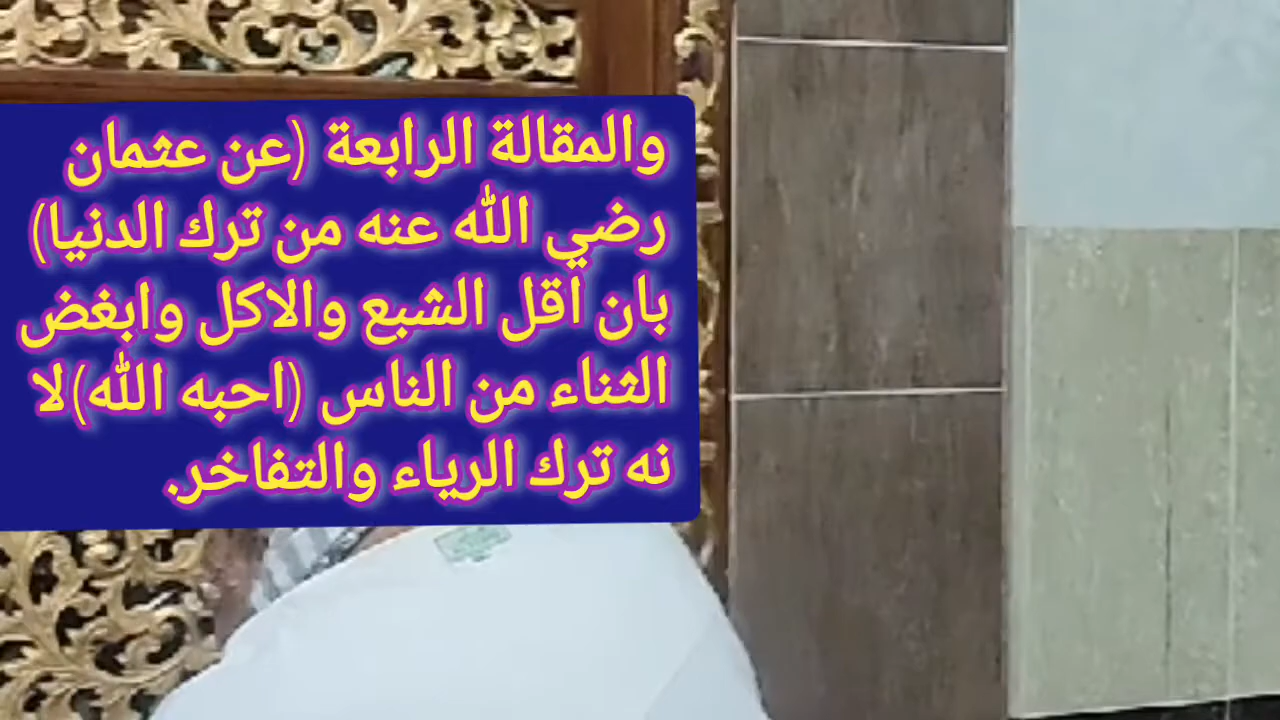 والمقالة الرابعة (عن عثمان
رضي الله عنه من ترك الدنيا)
بان اقل الشبع والاكل وابغض
الثناء من الناس (احبه الله)لا
نه ترك الرياء والتفاخر.